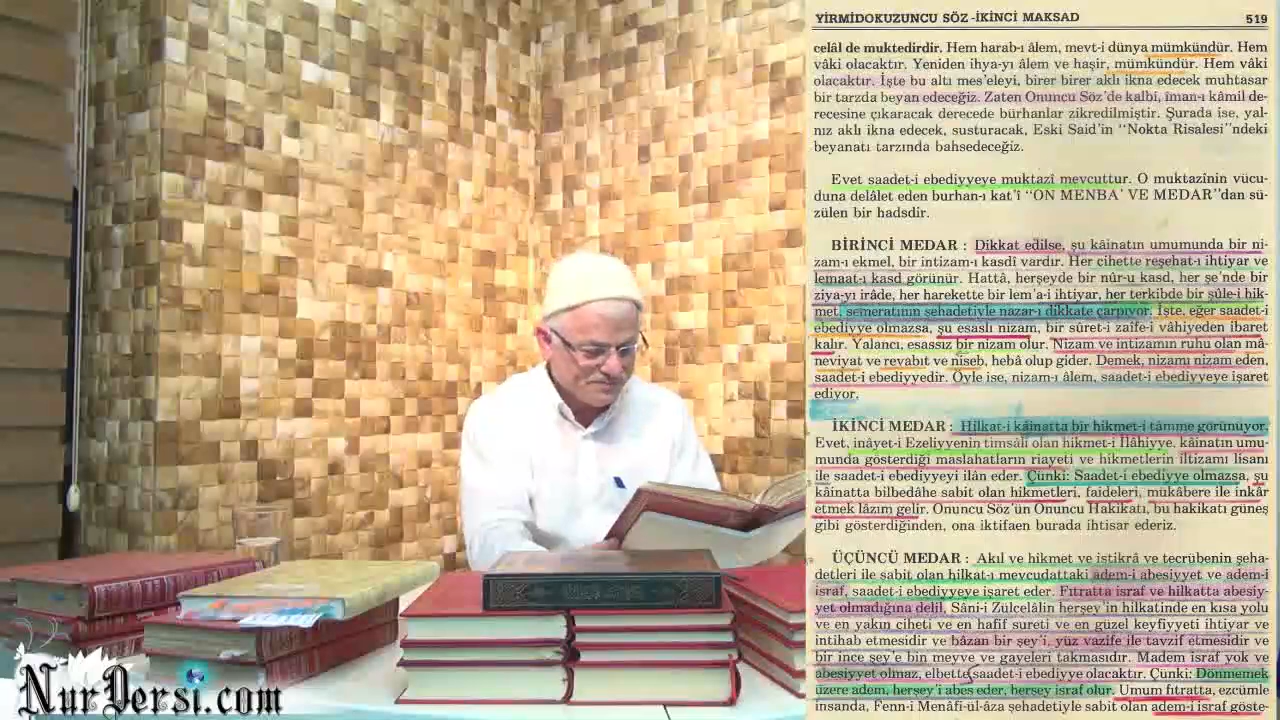 YİRMİDOKUZUNCU SÖZ -İKİNCİ MAKSAD 519
celâl de muktedirdir. Hem harab-ı âlem, mevt-i dünya mümkündür. Hem
vâki olacaktır. Yeniden ihya-yı âlem ve haşir, mümkündür. Hem vâki
olacaktır. İşte bu altı mes'eleyi, birer birer aklı ikna edecek muhtasar
bir tarzda beyan edeceğiz. Zaten Onuncu Söz'de kalbi, îman-ı kâmil de-
recesine çıkaracak derecede bürhanlar zikredilmiştir. Şurada ise, yal-
nız aklı ikna edecek, susturacak, Eski Said'in "Nokta Risalesi"ndeki
beyanatı tarzında bahsedeceğiz.
Evet saadet-i ebediyyeye muktazî mevcuttur. O muktazînin vücu-
duna delâlet eden burhan-ı kat'î "ON MENBA' VE MEDAR"dan sü-
zülen bir hadsdir.
BİRİNCİ MEDAR : Dikkat edilse, şu kâinatın umumunda bir ni-
zam-ı ekmel, bir intizam-ı kasdî vardır. Her cihette reşehat-ı ihtiyar ve
lemaat-ı kasd görünür. Hattâ, herşeyde bir nûr-u kasd, her şe'nde bir
ziya-yı irâde, her harekette bir lem'a-i ihtiyar, her terkibde bir şûle-i hik-
met, semeratının şehadetiyle nazar-ı dikkate çarpıyor. İşte, eğer saadet-i
ebediyye olmazsa, şu esaslı nizam, bir sûret-i zaife-i vâhiyeden ibaret
kalır. Yalancı, esassız bir nizam olur. Nizam ve intizamın ruhu olan mâ-
neviyat ve revabıt ve niseb, hebâ olup gider. Demek, nizamı nizam eden,
saadet-i ebediyyedir. Öyle ise, nizam-ı âlem, saadet-i ebediyyeye işaret
ediyor.
İKİNCİ MEDAR : Hilkat-i kâinatta bir hikmet-i tâmme görünüyor.
Evet, inâyet-i Ezeliyyenin timsâli olan hikmet-i İlâhiyye, kâinatın umu-
munda gösterdiği maslahatların riayeti ve hikmetlerin iltizamı lisanı
ile saadet-i ebediyyeyi ilân eder. Çünki: Saadet-i ebediyye olmazsa, şu
kâinatta bilbedâhe sabit olan hikmetleri, faideleri, mükâbere ile inkâr
etmek lâzım gelir. Onuncu Söz'ün Onuncu Hakikatı, bu hakikatı güneş
gibi gösterdiğinden, ona iktifaen burada ihtisar ederiz.
ÜÇÜNCÜ MEDAR : Akıl ve hikmet ve istikrâ ve tecrübenin şeha-
detleri ile sabit olan hilkat-ı mevcudattaki adem-i abesiyyet ve adem-i
israf, saadet-i ebediyyeye işaret eder. Fıtratta israf ve hilkatta abesiy-
yet olmadığına delil, Sâni-i Zülcelâlin herşey'in hilkatinde en kısa yolu
ve en yakın ciheti ve en hafif sureti ve en güzel keyfiyyeti ihtiyar ve
intihab etmesidir ve bâzan bir şey'i, yüz vazife ile tavzif etmesidir ve
bir ince şey'e bin meyve ve gayeleri takmasıdır. Madem israf yok ve
abesiyyet olmaz, elbette saadet-i ebediyye olacaktır. Çünki: Dönmemek
üzere adem, herşey'i abes eder, herşey israf olur. Umum fıtratta, ezcümle
insanda, Fenn-i Menâfi-ül-âza şehadetiyle sabit olan adem-i israf göste-
NurDersi.com